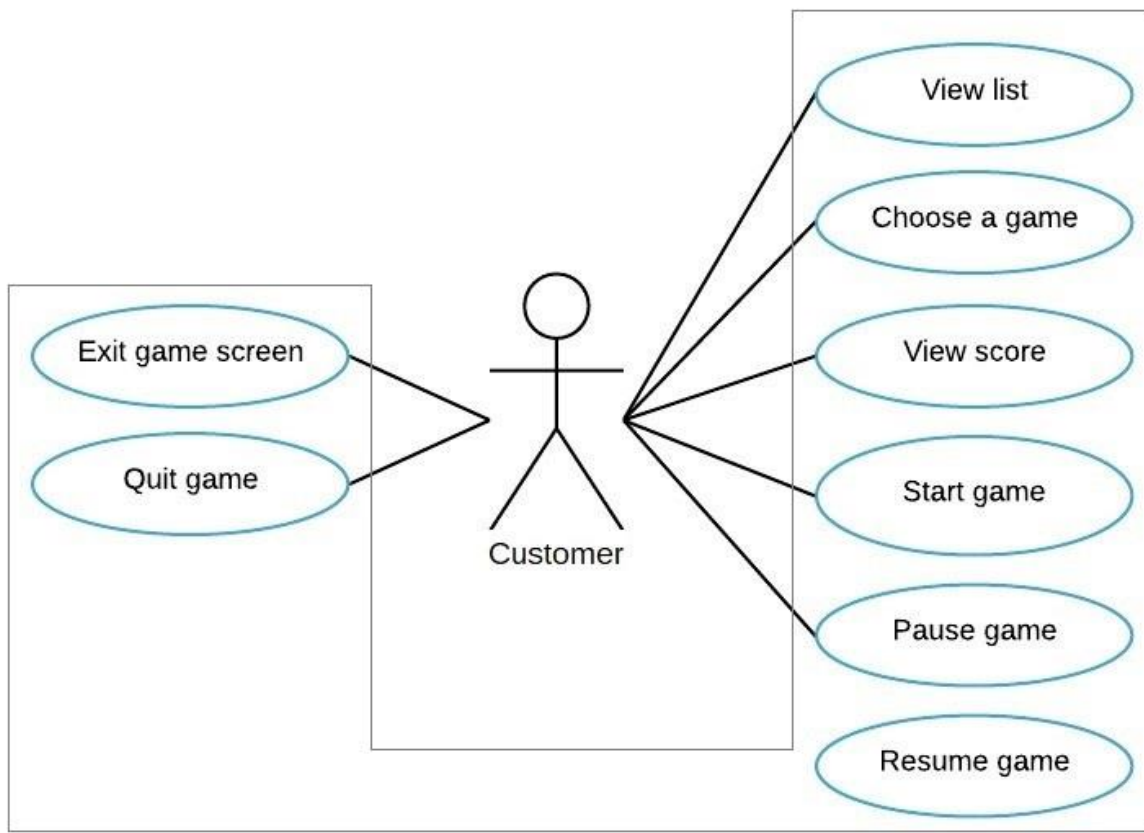 View list
Choose a game
Exit game screen
View score
Quit game
Start game
Customer
Pause game
Resume game